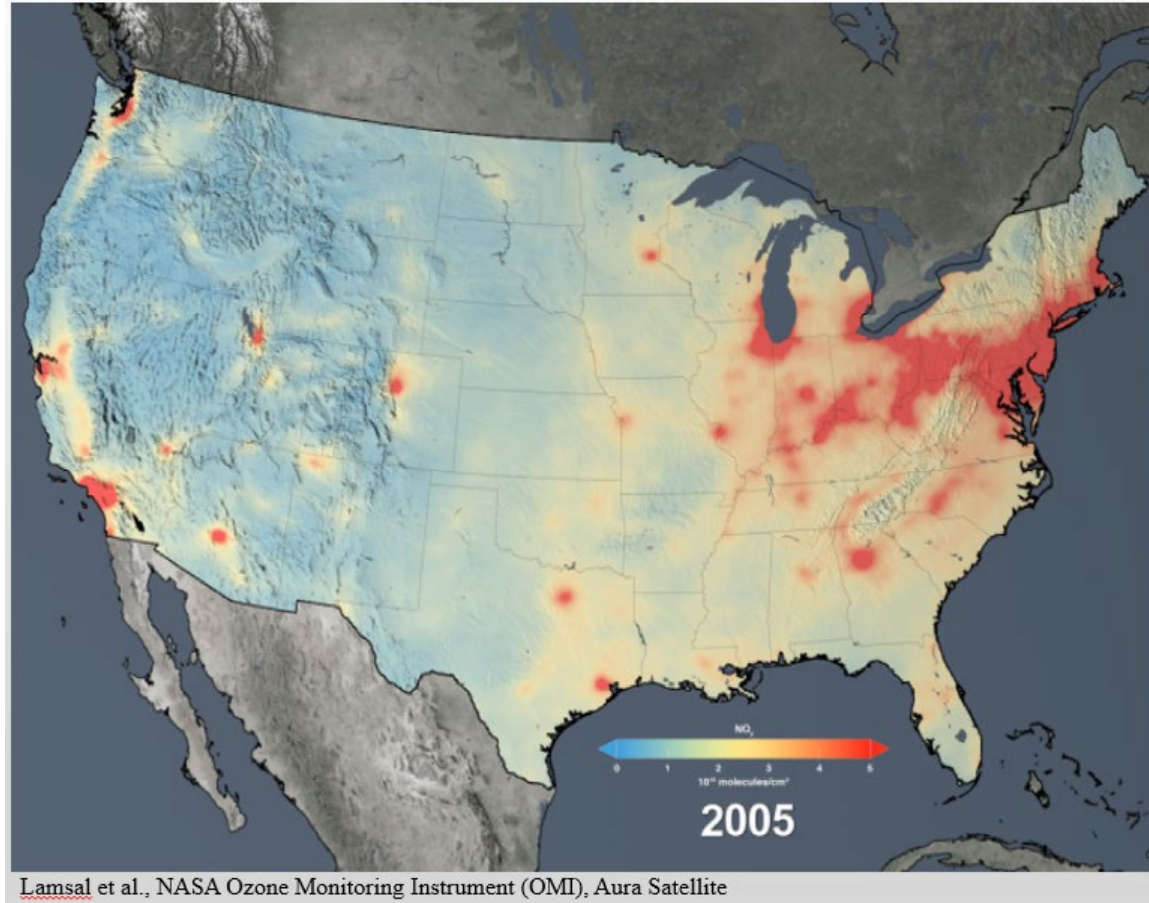 NO₂
0 1 2 3 4 5
molecules/cm²
2005
Lamsal et al., NASA Ozone Monitoring Instrument (OMI), Aura Satellite